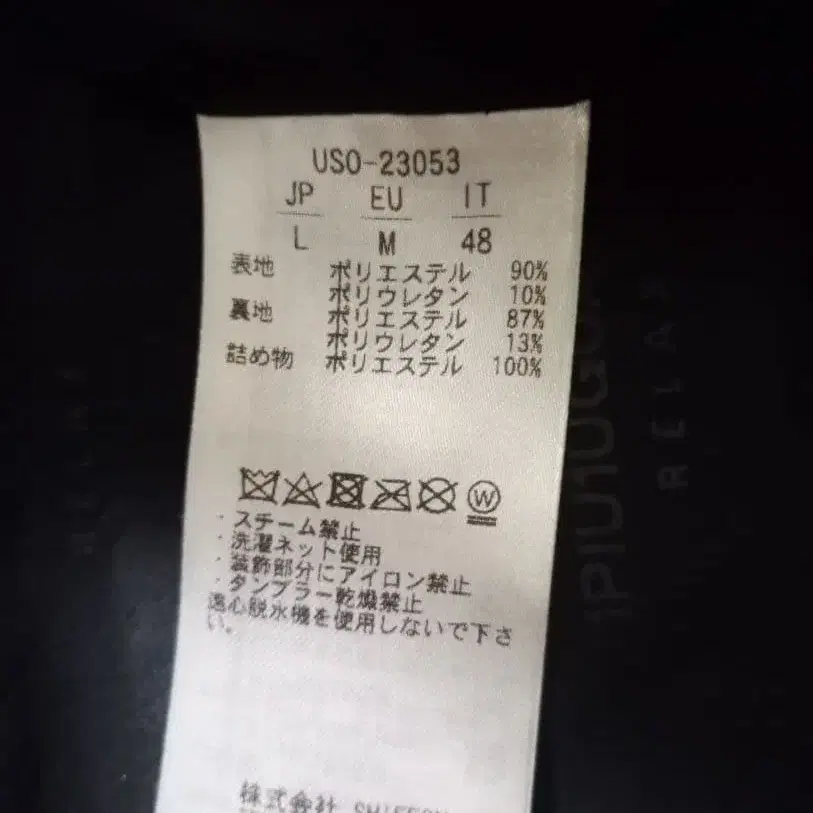 USO-23053
JP EU IT
L M 48
表地 ポリエステル 90%
ポリウレタン 10%
裏地 ポリエステル 87%
ポリウレタン 13%
詰め物 ポリエステル 100%
W
・スチーム禁止
・洗濯ネット使用
・装飾部分にアイロン禁止
・タンブラー乾燥禁止
遠心脱水機を使用しないで下さ
い。
株式会社
1PIU1UGU
RELAX